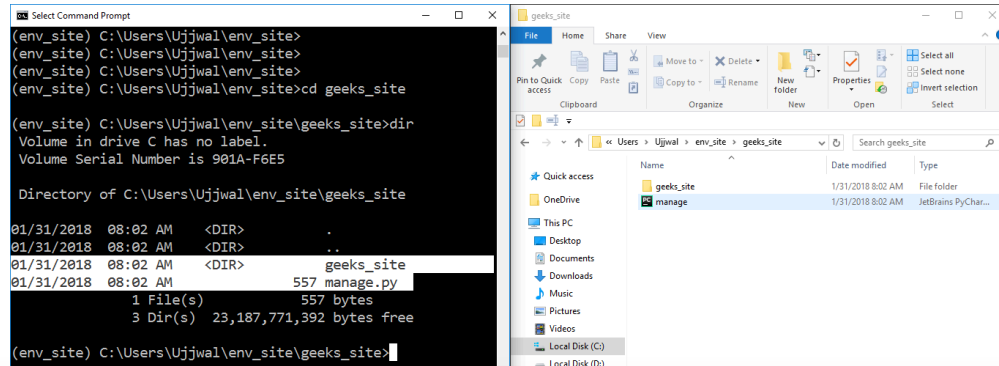 Select Command Prompt
(env_site) C:\Users\Ujjwal\env_site>
(env_site) C:\Users\Ujjwal\env_site>
(env_site) C:\Users\Ujjwal\env_site>
(env_site) C:\Users\Ujjwal\env_site>cd geeks_site
(env_site) C:\Users\Ujjwal\env_site\geeks_site>dir
Volume in drive C has no label.
Volume Serial Number is 901A-F6E5
Directory of C:\Users\Ujjwal\env_site\geeks_site
01/31/2018 08:02 AM <DIR> .
01/31/2018 08:02 AM <DIR> ..
01/31/2018 08:02 AM <DIR> geeks_site
01/31/2018 08:02 AM 557 manage.py
1 File(s) 557 bytes
3 Dir(s) 23,187,771,392 bytes free
(env_site) C:\Users\Ujjwal\env_site\geeks_site>
geeks_site
File Home Share View
Pin to Quick access
Copy
Paste
Clipboard
Move to
Copy to
Delete
Rename
Organize
New folder
New
Properties
Open
Select all
Select none
Invert selection
Select
« Users > Ujjwal > env_site > geeks_site
Search geeks_site
Name Date modified Type
geeks_site 1/31/2018 8:02 AM File folder
manage 1/31/2018 8:02 AM JetBrains PyChar...
Quick access
OneDrive
This PC
Desktop
Documents
Downloads
Music
Pictures
Videos
Local Disk (C:)
Local Disk (D:)